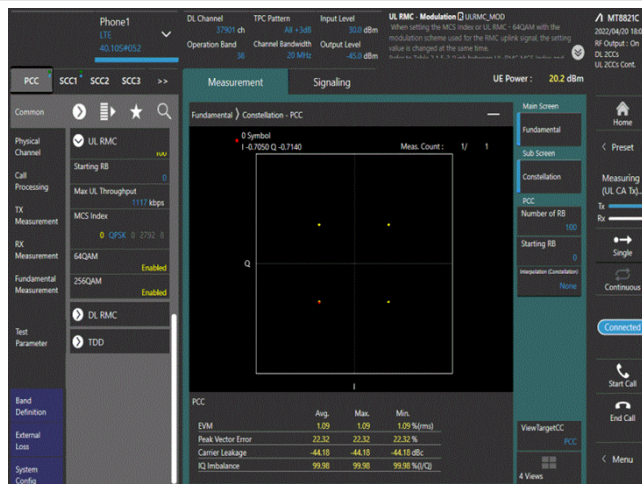 Phone1
LTE
40.105#052
DL Channel
37901 ch
TPC Pattern
All +3dB
Input Level
30.0 dBm
Operation Band
38
Channel Bandwidth
20 MHz
Output Level
-45.0 dBm
UL RMC - Modulation ULRMC_MOD
When setting the MCS Index or UL RMC - 64QAM with the
modulation scheme used for the RMC uplink signal, the setting
value is changed at the same time.
MT8821C
2022/04/20 18:0
RF Output : On
DL 2CCs
UL 2CCs Cont.
PCC
SCC1
SCC2
SCC3
>>
Measurement
Signaling
UE Power : 20.2 dBm
Common
Physical
Channel
Call
Processing
TX
Measurement
RX
Measurement
Fundamental
Measurement
Test
Parameter
Band
Definition
External
Loss
System
Config
UL RMC
100
Starting RB
0
Max UL Throughput
1117 kbps
MCS Index
0 QPSK 0 2792 8
64QAM
Enabled
256QAM
Enabled
DL RMC
TDD
Fundamental ⟩ Constellation - PCC
0 Symbol
I -0.7050 Q -0.7140
Meas. Count : 1/ 1
Q
I
PCC
Avg. Max. Min.
EVM 1.09 1.09 1.09 %(rms)
Peak Vector Error 22.32 22.32 22.32 %
Carrier Leakage -44.18 -44.18 -44.18 dBc
IQ Imbalance 99.98 99.98 99.98 %(I/Q)
Main Screen
Fundamental
Sub Screen
Constellation
PCC
Number of RB
100
Starting RB
0
Interpolation (Constellation)
None
ViewTargetCC
PCC
4 Views
Home
Preset
Measuring
(UL CA Tx)...
Tx
Rx
Single
Continuous
Connected
Start Call
End Call
Menu